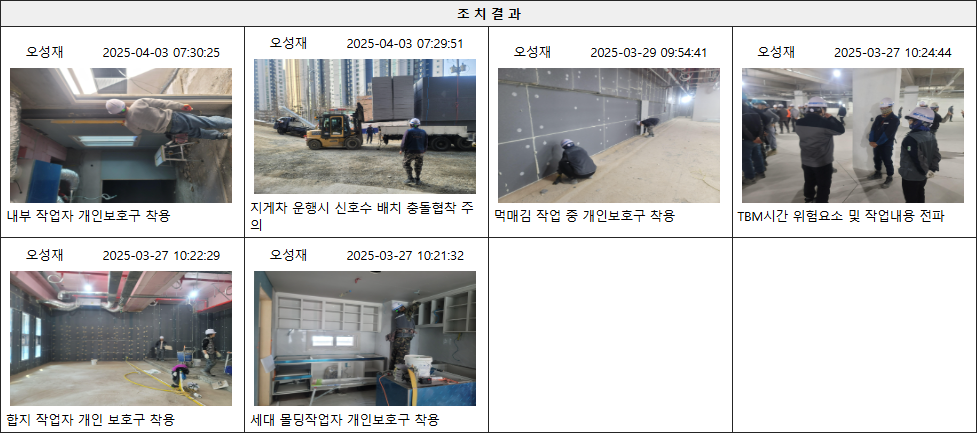 조 치 결 과
오성재 2025-04-03 07:30:25
내부 작업자 개인보호구 착용
오성재 2025-04-03 07:29:51
지게차 운행시 신호수 배치 충돌협착 주
의
오성재 2025-03-29 09:54:41
먹매김 작업 중 개인보호구 착용
오성재 2025-03-27 10:24:44
TBM시간 위험요소 및 작업내용 전파
오성재 2025-03-27 10:22:29
합지 작업자 개인 보호구 착용
오성재 2025-03-27 10:21:32
세대 몰딩작업자 개인보호구 착용